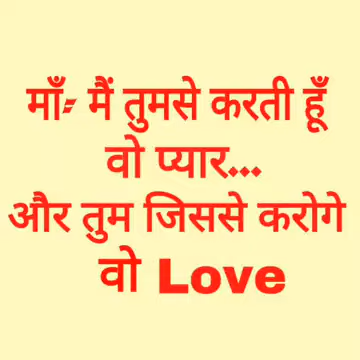 माँ- मैं तुमसे करती हूँ
वो प्यार...
और तुम जिससे करोगे
वो Love